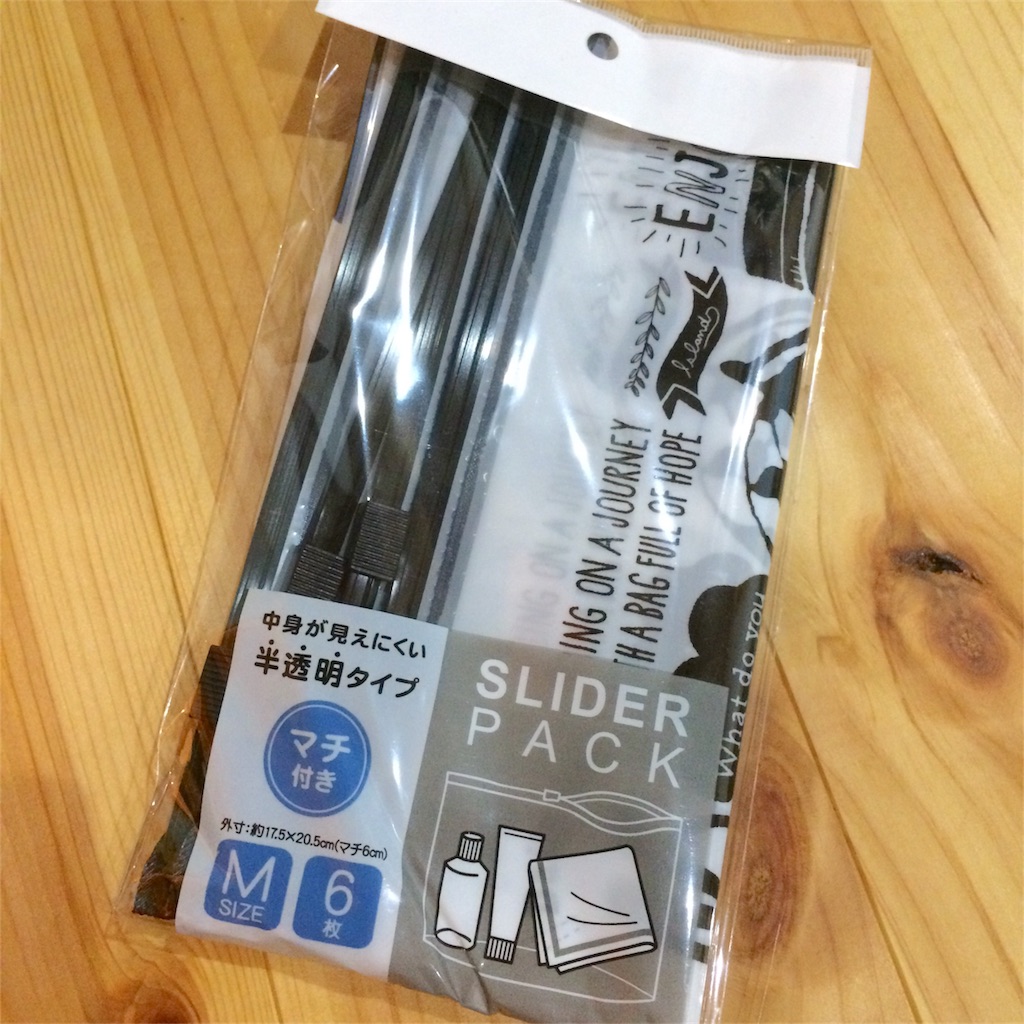 ENJ
Island
ING ON A JOURNEY
TH A BAG FULL OF HOPE
What do you
中身が見えにくい
半透明タイプ
マチ
付き
外寸：約17.5×20.5cm(マチ6cm)
M
SIZE
6
枚
SLIDER
PACK